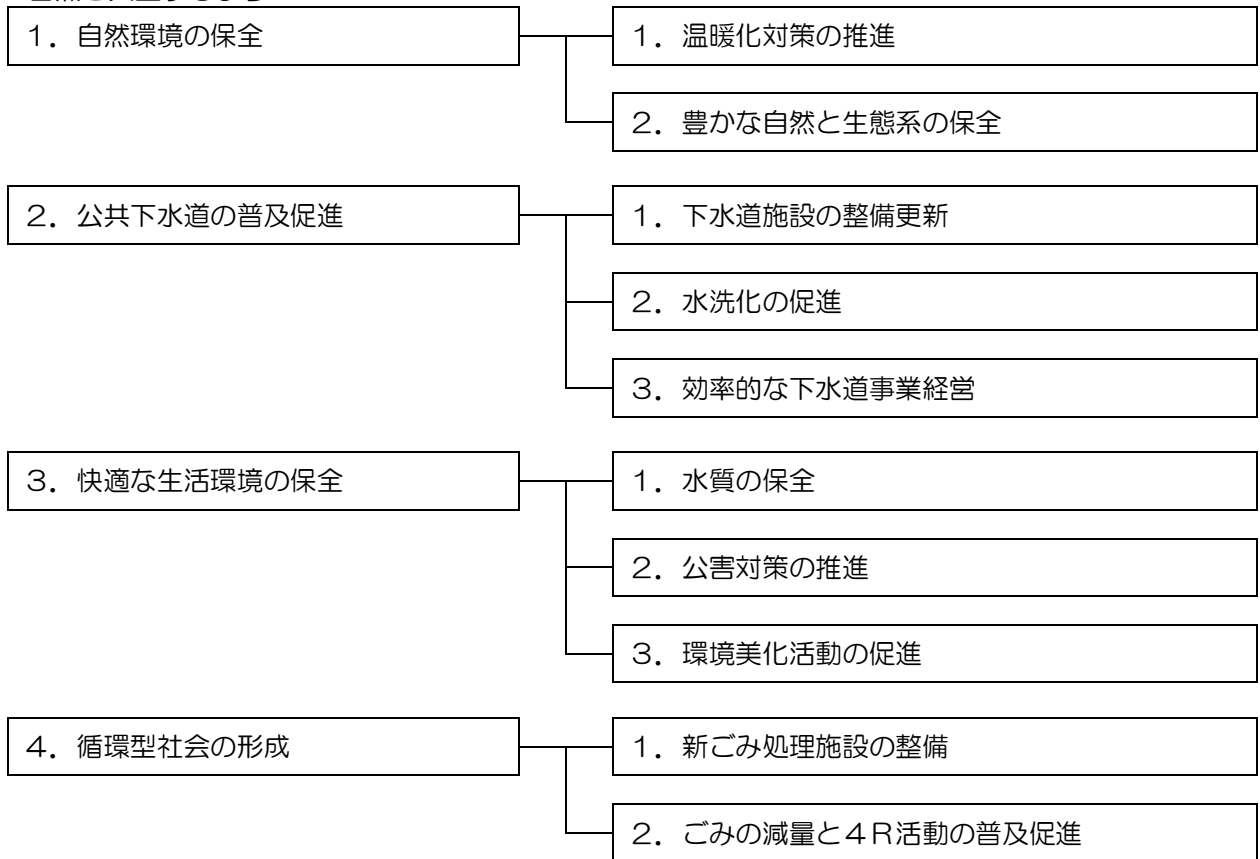 1．自然環境の保全
1．温暖化対策の推進
2．豊かな自然と生態系の保全
2．公共下水道の普及促進
1．下水道施設の整備更新
2．水洗化の促進
3．効率的な下水道事業経営
3．快適な生活環境の保全
1．水質の保全
2．公害対策の推進
3．環境美化活動の促進
4．循環型社会の形成
1．新ごみ処理施設の整備
2．ごみの減量と４Ｒ活動の普及促進